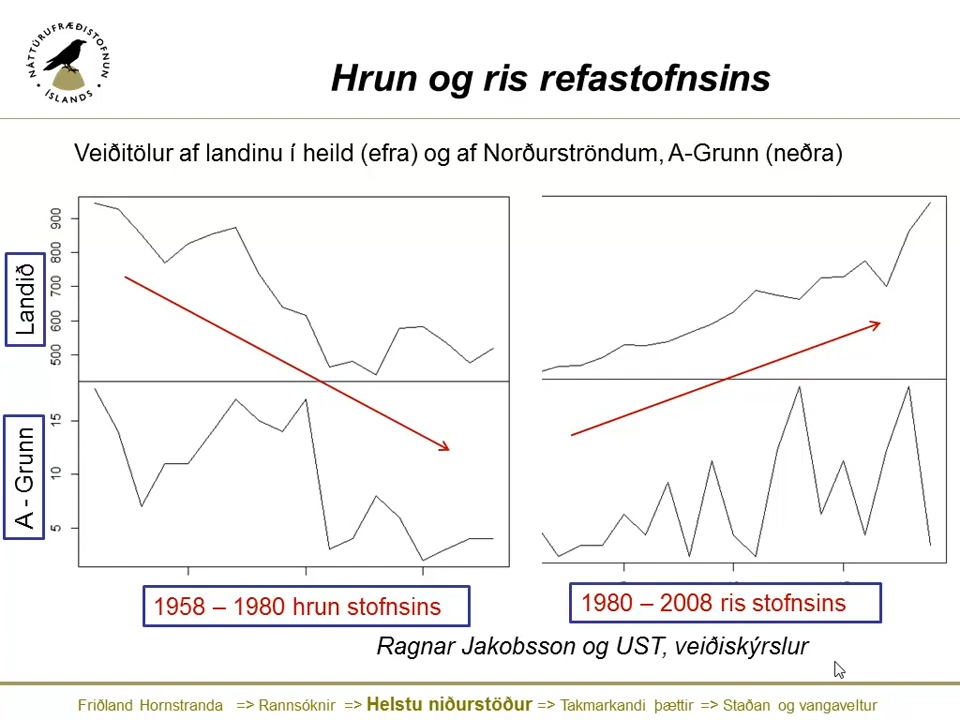 NÁTTÚRUFRÆÐISTOFNUN
• ÍSLANDS •
Hrun og ris refastofnsins
Veiðitölur af landinu í heild (efra) og af Norðurströndum, A-Grunn (neðra)
Landið
900
800
700
600
500
A - Grunn
15
10
5
1958 – 1980 hrun stofnsins
1980 – 2008 ris stofnsins
Ragnar Jakobsson og UST, veiðiskýrslur
Friðland Hornstranda => Rannsóknir => Helstu niðurstöður => Takmarkandi þættir => Staðan og vangaveltur